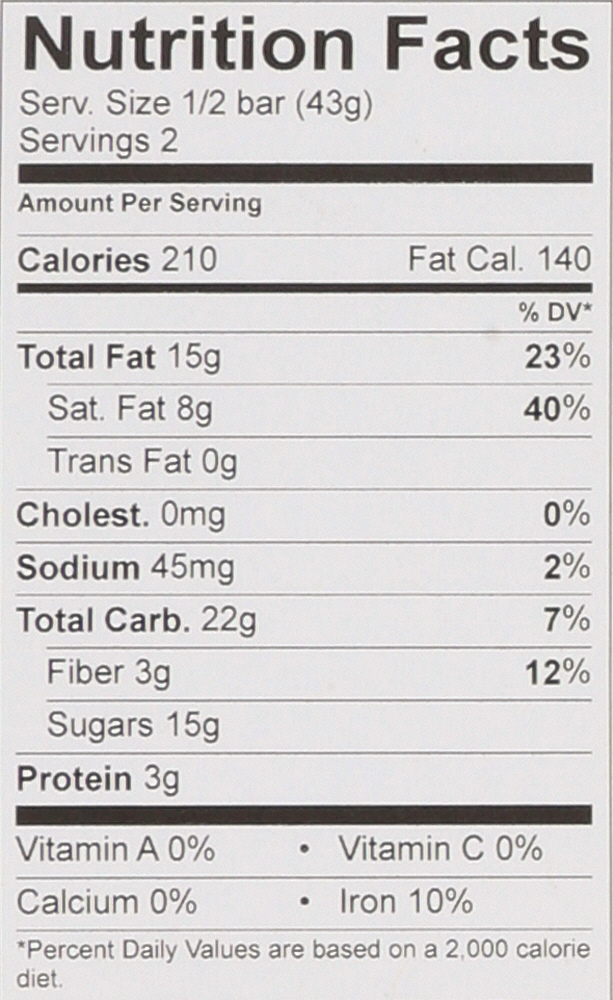 Nutrition Facts
Serv. Size 1/2 bar (43g)
Servings 2
Amount Per Serving
Calories 210 Fat Cal. 140
% DV*
Total Fat 15g 23%
Sat. Fat 8g 40%
Trans Fat 0g
Cholest. 0mg 0%
Sodium 45mg 2%
Total Carb. 22g 7%
Fiber 3g 12%
Sugars 15g
Protein 3g
Vitamin A 0% • Vitamin C 0%
Calcium 0% • Iron 10%
*Percent Daily Values are based on a 2,000 calorie
diet.